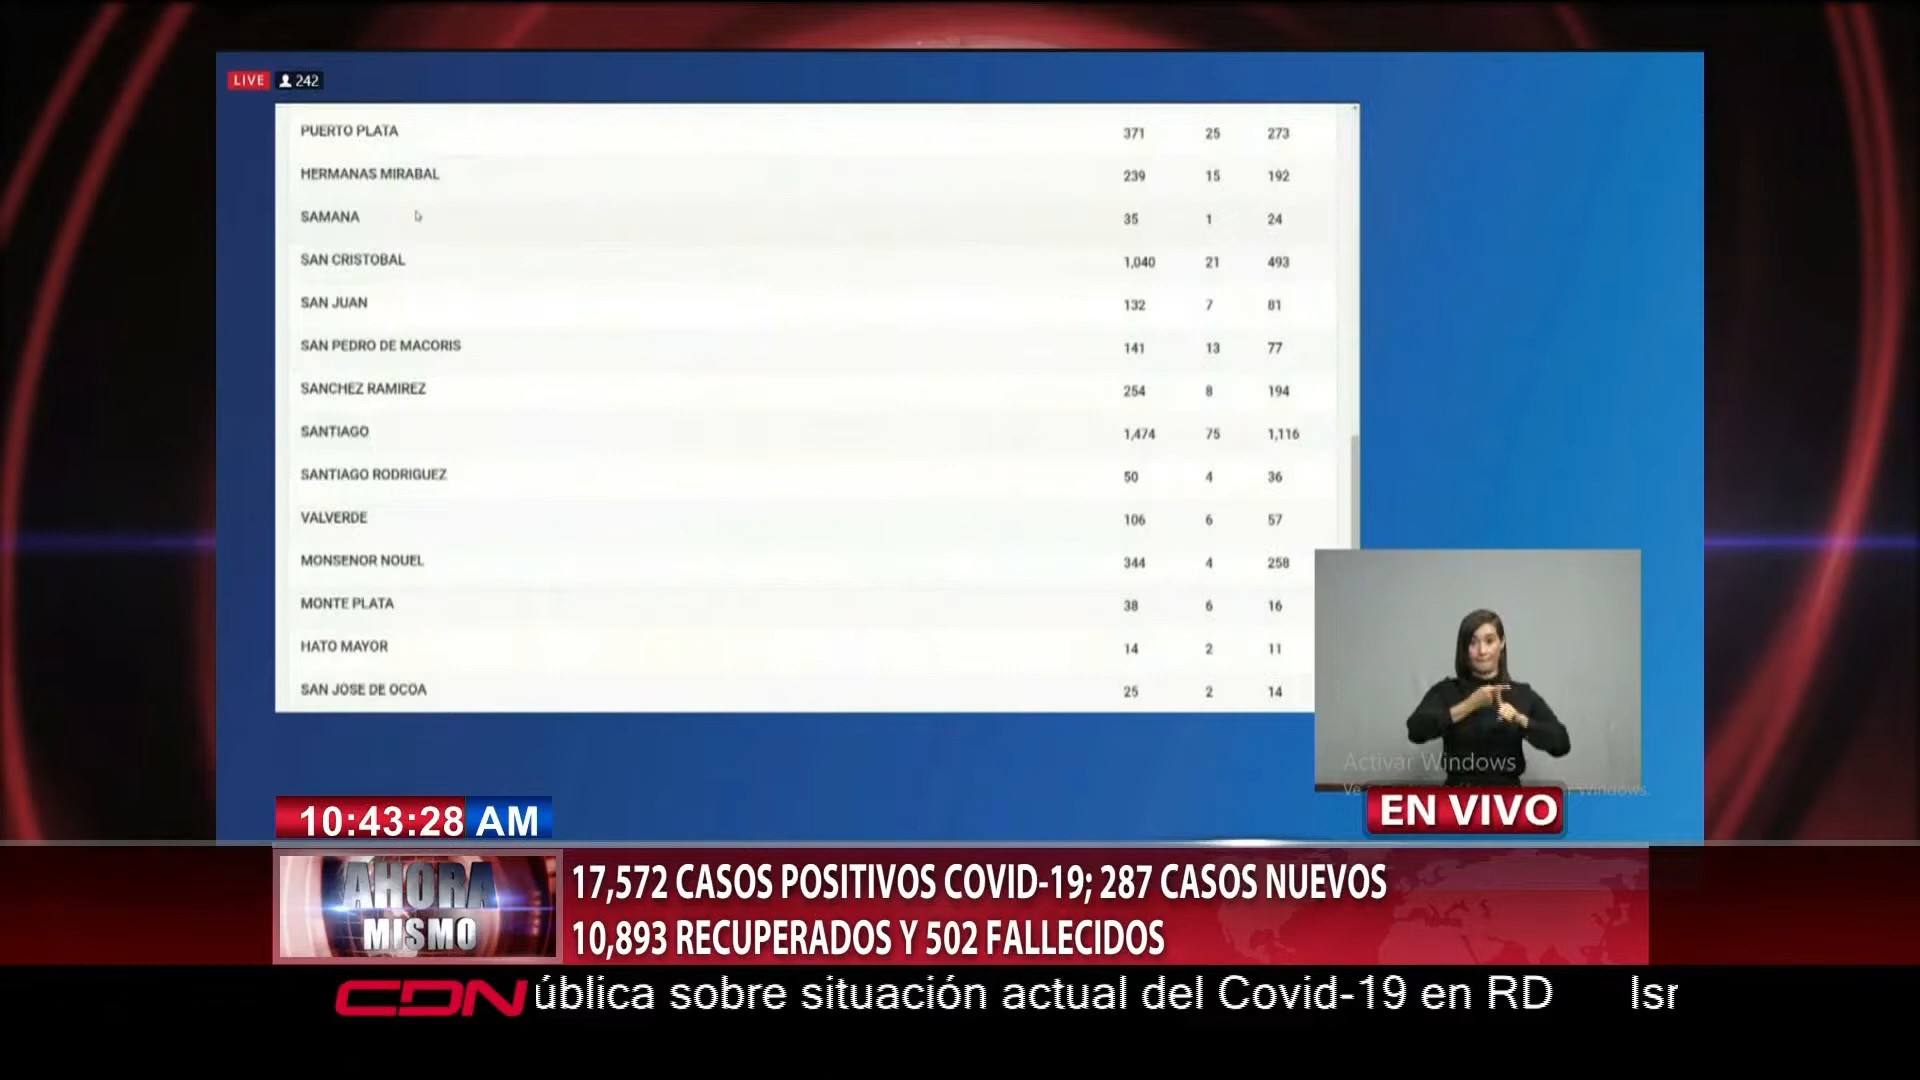 LIVE 242
PUERTO PLATA 371 25 273
HERMANAS MIRABAL 239 15 192
SAMANA 35 1 24
SAN CRISTOBAL 1,040 21 493
SAN JUAN 132 7 81
SAN PEDRO DE MACORIS 141 13 77
SANCHEZ RAMIREZ 254 8 194
SANTIAGO 1,474 75 1,116
SANTIAGO RODRIGUEZ 50 4 36
VALVERDE 106 6 57
MONSENOR NOUEL 344 4 258
MONTE PLATA 38 6 16
HATO MAYOR 14 2 11
SAN JOSE DE OCOA 25 2 14
Activar Windows
Windows.
EN VIVO
10:43:28 AM
AHORA
MISMO
17,572 CASOS POSITIVOS COVID-19; 287 CASOS NUEVOS
10,893 RECUPERADOS Y 502 FALLECIDOS
CDN ública sobre situación actual del Covid-19 en RD Isr